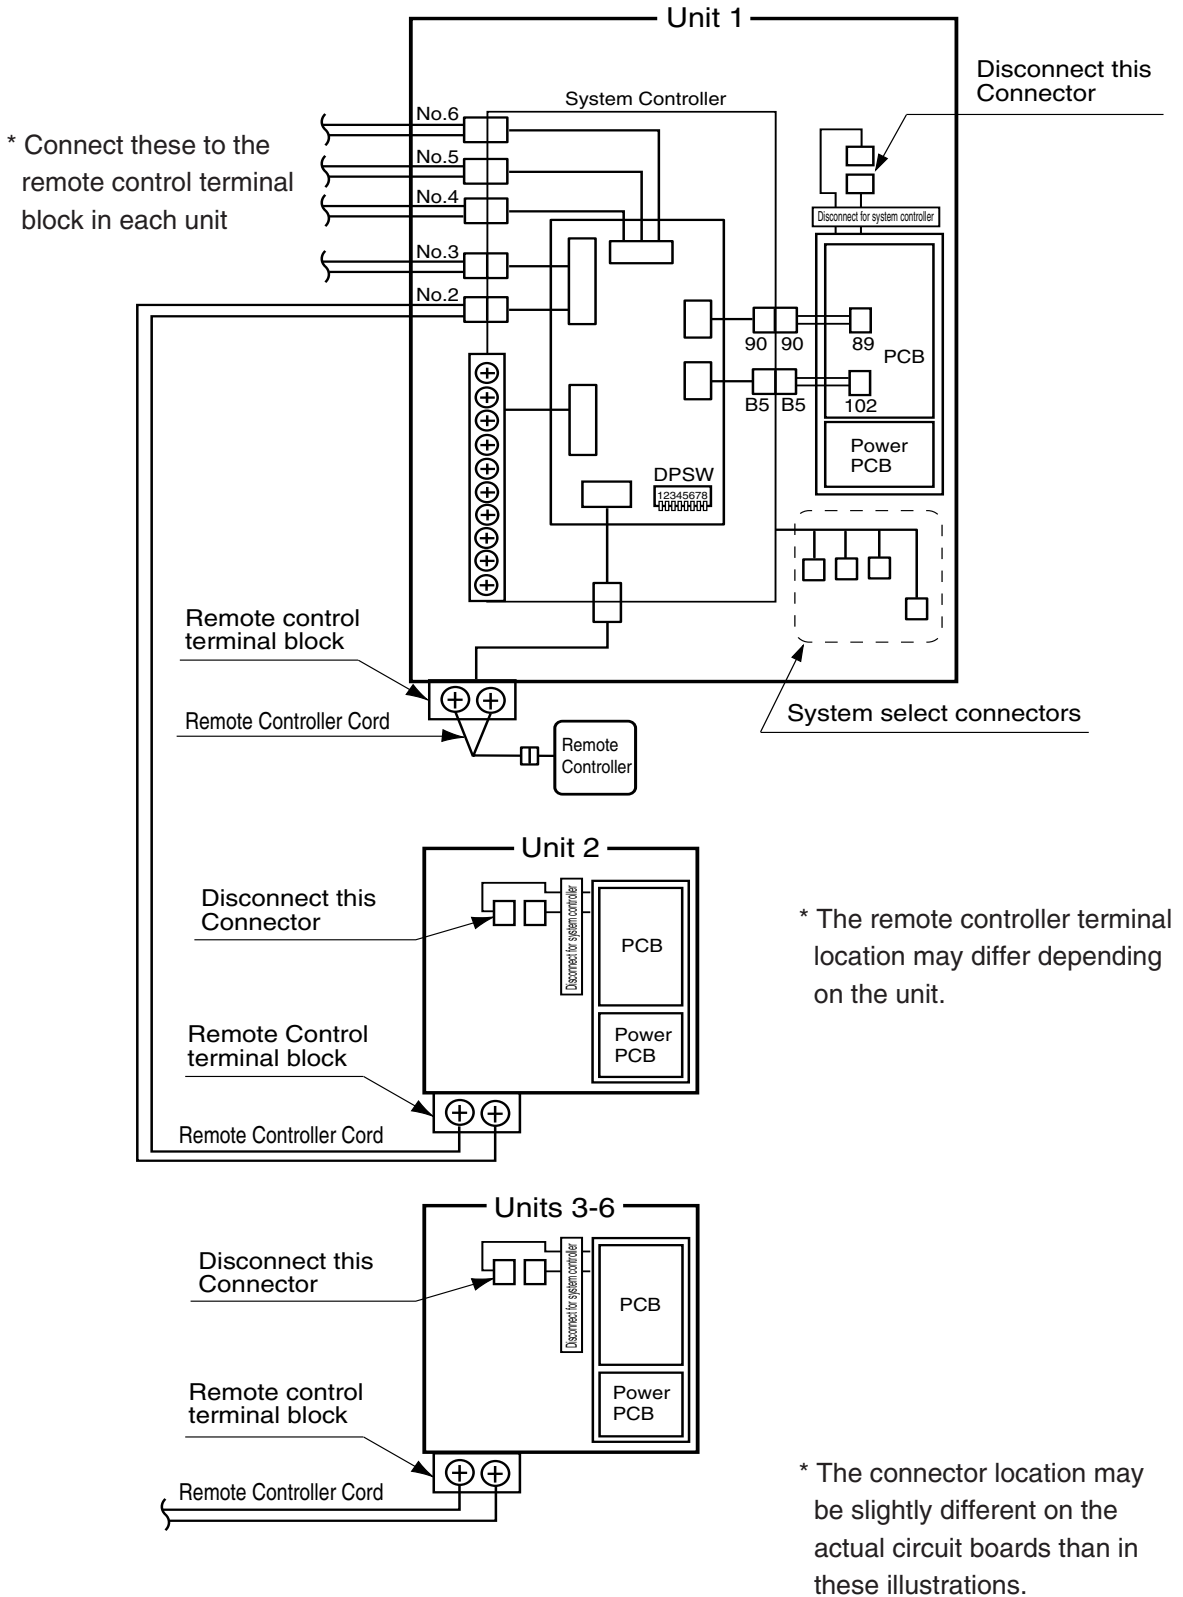 Unit 1
Disconnect this
Connector
System Controller
No.6
* Connect these to the
remote control terminal
block in each unit
No.5
No.4
Disconnect for system controller
No.3
No.2
90 90 89
PCB
B5 B5 102
Power
PCB
DPSW
12345678
Remote control
terminal block
System select connectors
Remote Controller Cord
Remote
Controller
Unit 2
Disconnect this
Connector
Disconnect for system controller
PCB
* The remote controller terminal
location may differ depending
on the unit.
Remote Control
terminal block
Power
PCB
Remote Controller Cord
Units 3-6
Disconnect this
Connector
Disconnect for system controller
PCB
Remote control
terminal block
Power
PCB
Remote Controller Cord
* The connector location may
be slightly different on the
actual circuit boards than in
these illustrations.